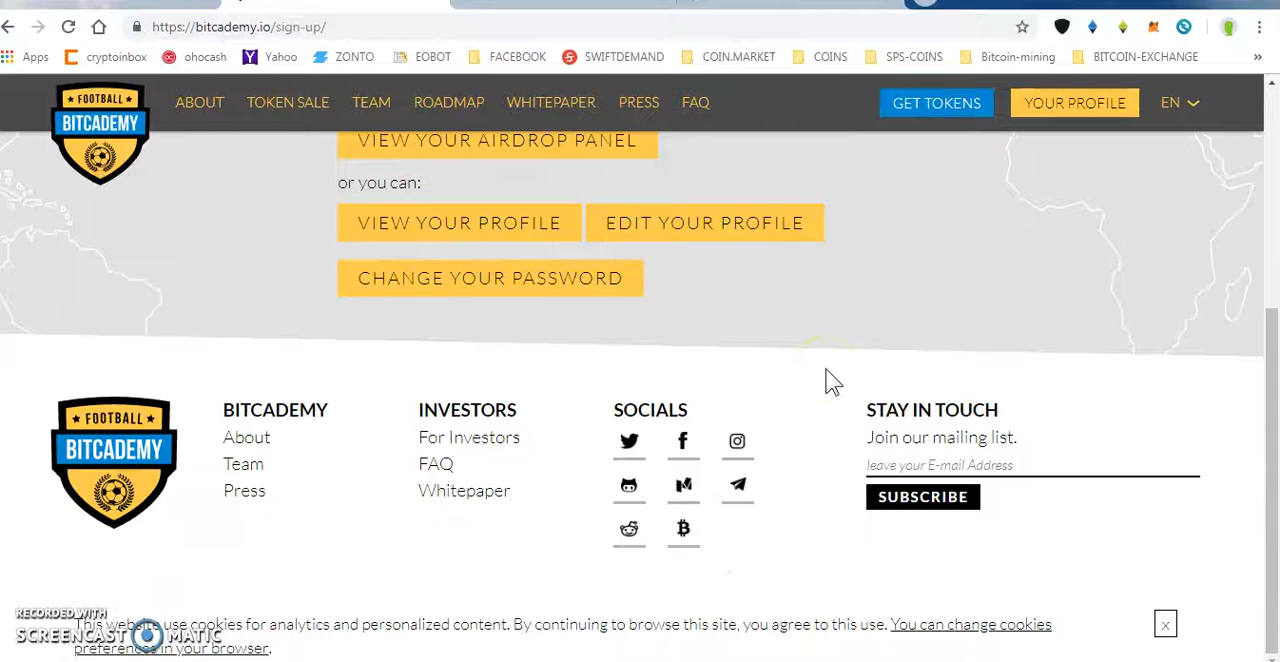 https://bitcademy.io/sign-up/
Apps cryptoinbox ohocash Yahoo ZONTO EOBOT FACEBOOK SWIFTDEMAND COIN.MARKET COINS SPS-COINS Bitcoin-mining BITCOIN-EXCHANGE »
FOOTBALL
BITCADEMY
ABOUT TOKEN SALE TEAM ROADMAP WHITEPAPER PRESS FAQ GET TOKENS YOUR PROFILE EN
VIEW YOUR AIRDROP PANEL
or you can:
VIEW YOUR PROFILE EDIT YOUR PROFILE
CHANGE YOUR PASSWORD
FOOTBALL
BITCADEMY
BITCADEMY INVESTORS SOCIALS STAY IN TOUCH
About For Investors Join our mailing list.
Team FAQ leave your E-mail Address
Press Whitepaper SUBSCRIBE
RECORDED WITH
SCREENCAST MATIC
This website use cookies for analytics and personalized content. By continuing to browse this site, you agree to this use. You can change cookies x
preferences in your browser.